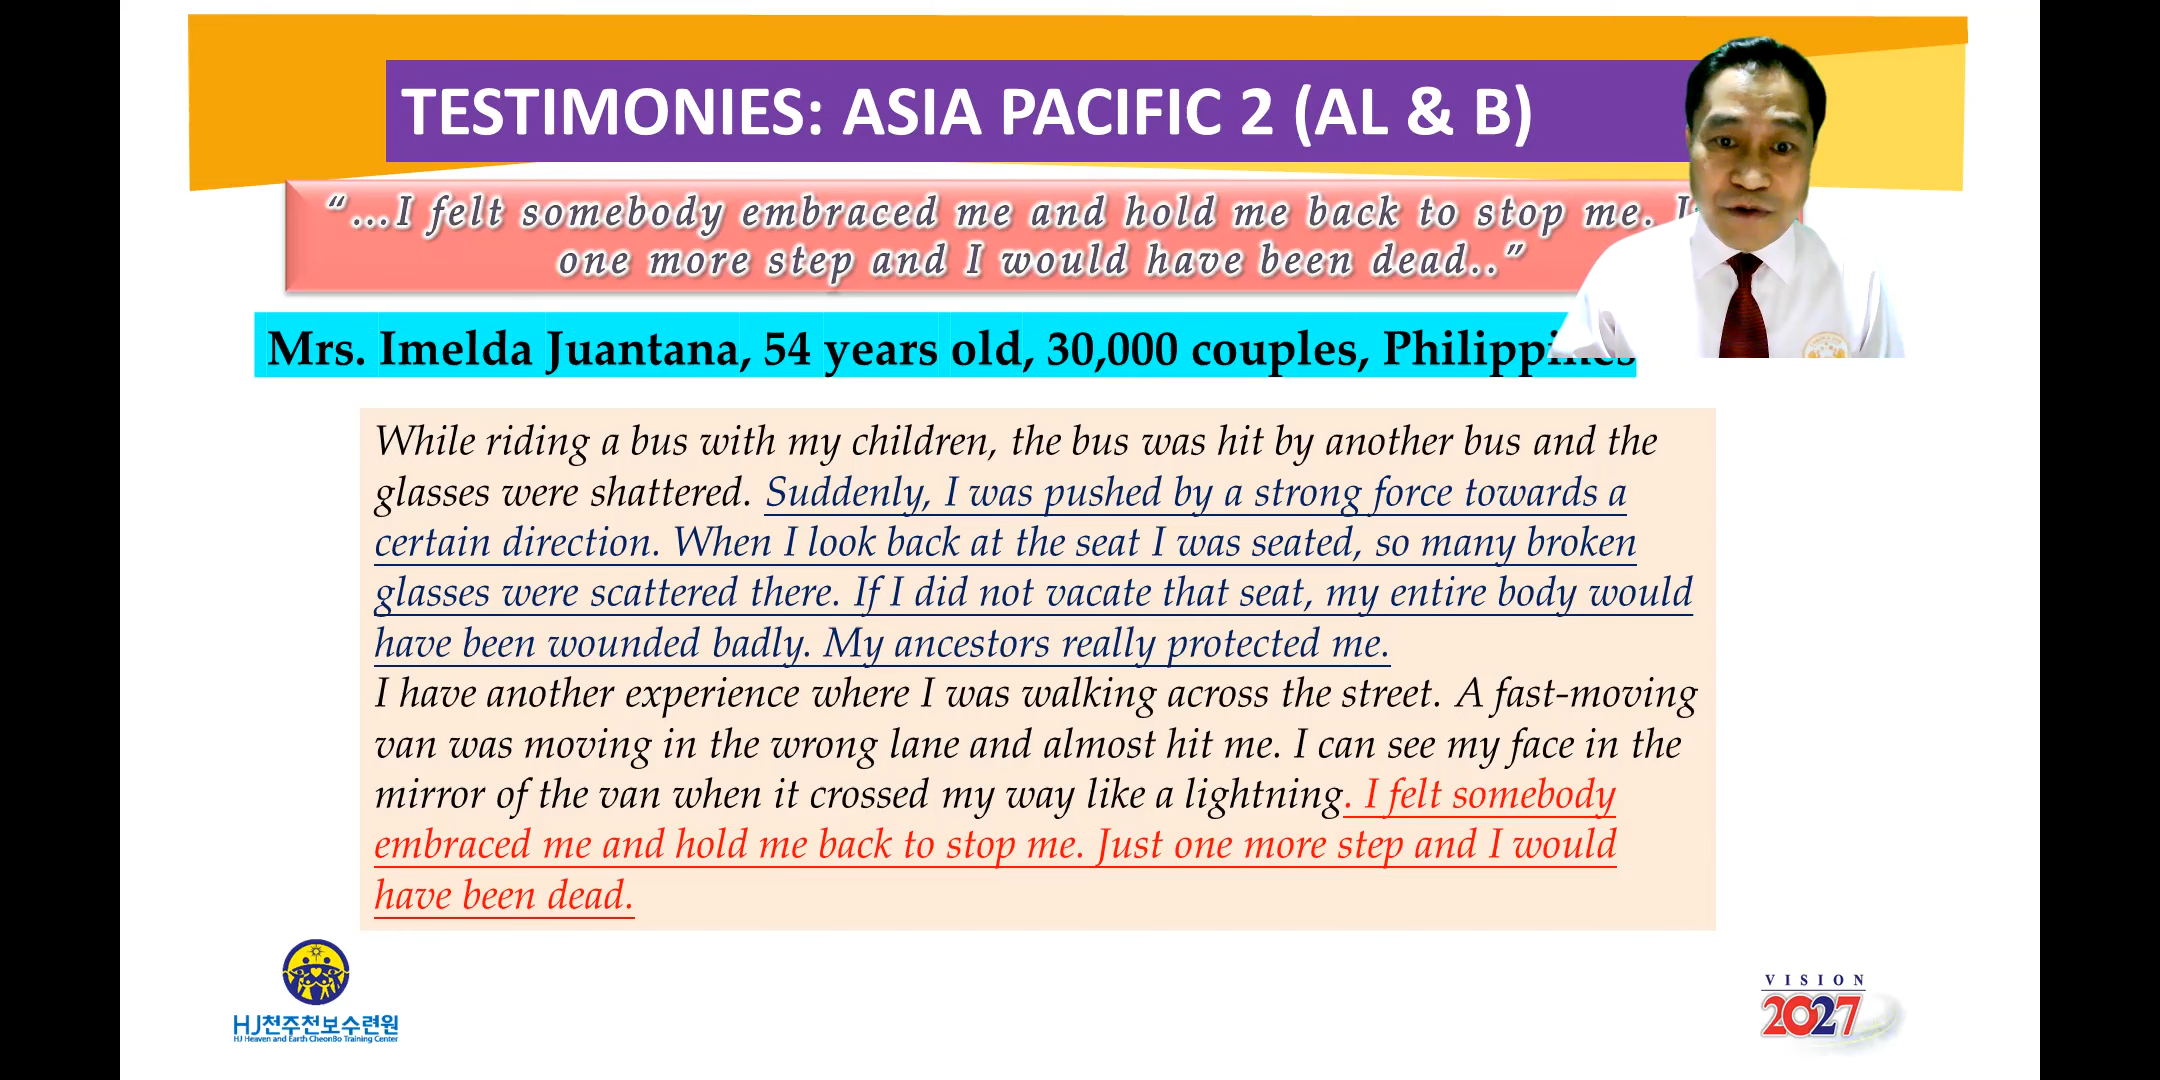 TESTIMONIES: ASIA PACIFIC 2 (AL & B)
“...I felt somebody embraced me and hold me back to stop me.
one more step and I would have been dead..”
Mrs. Imelda Juantana, 54 years old, 30,000 couples, Philippines
While riding a bus with my children, the bus was hit by another bus and the
glasses were shattered. Suddenly, I was pushed by a strong force towards a
certain direction. When I look back at the seat I was seated, so many broken
glasses were scattered there. If I did not vacate that seat, my entire body would
have been wounded badly. My ancestors really protected me.
I have another experience where I was walking across the street. A fast-moving
van was moving in the wrong lane and almost hit me. I can see my face in the
mirror of the van when it crossed my way like a lightning. I felt somebody
embraced me and hold me back to stop me. Just one more step and I would
have been dead.
HJ천주천보수련원
HJ Heaven and Earth CheonBo Training Center
VISION
2027